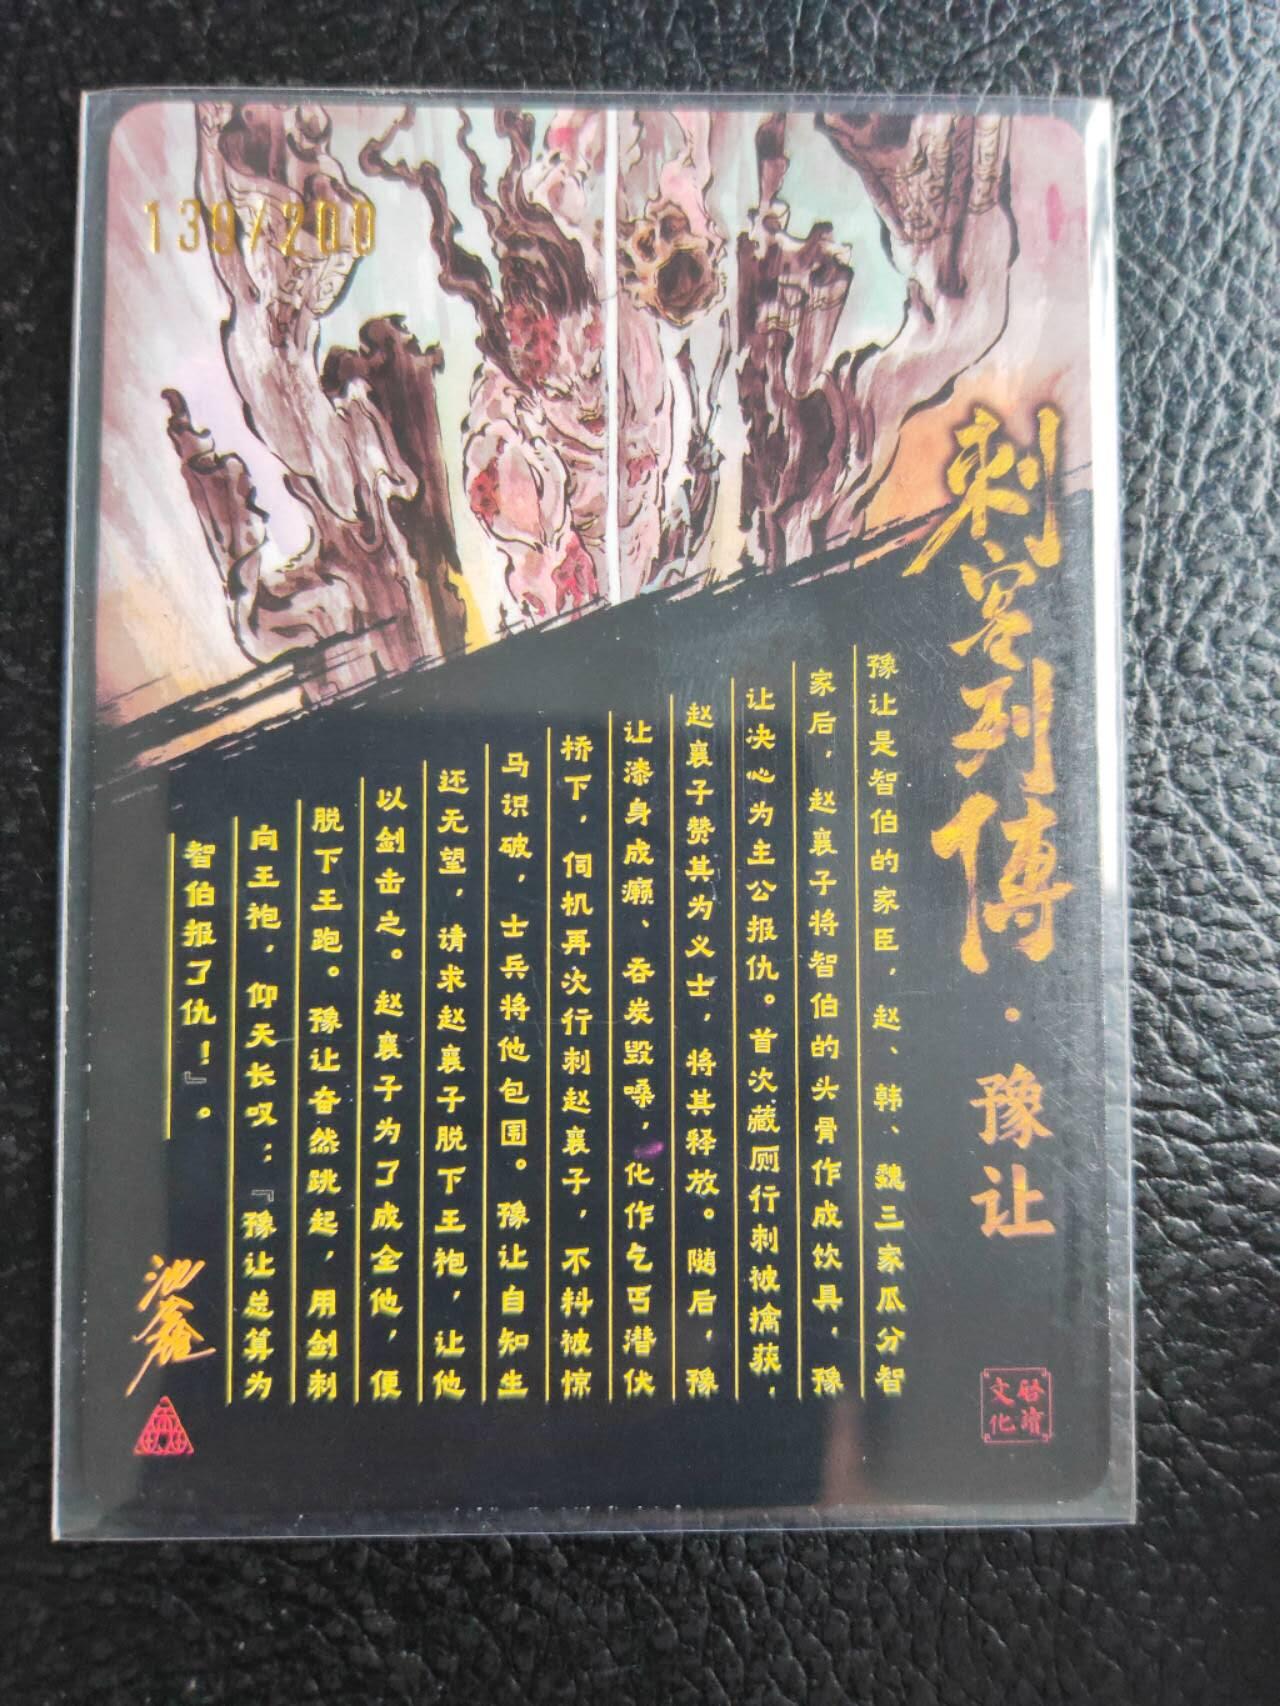 139/200
刺客列傳·豫让
豫让是智伯的家臣，赵、韩、魏三家瓜分智
家后，赵襄子将智伯的头骨作成饮具，豫
让决心为主公报仇。首次藏厕行刺被擒获，
赵襄子赞其为义士，将其释放。随后，豫
让漆身成癞、吞炭毁嗓，化作乞丐潜伏
桥下，伺机再次行刺赵襄子，不料被惊
马识破，士兵将他包围。豫让自知生
还无望，请求赵襄子脱下王袍，让他
以剑击之。赵襄子为了成全他，便
脱下王跑。豫让奋然跳起，用剑刺
向王袍，仰天长叹：『豫让总算为
智伯报了仇！』。
池鑫
文化